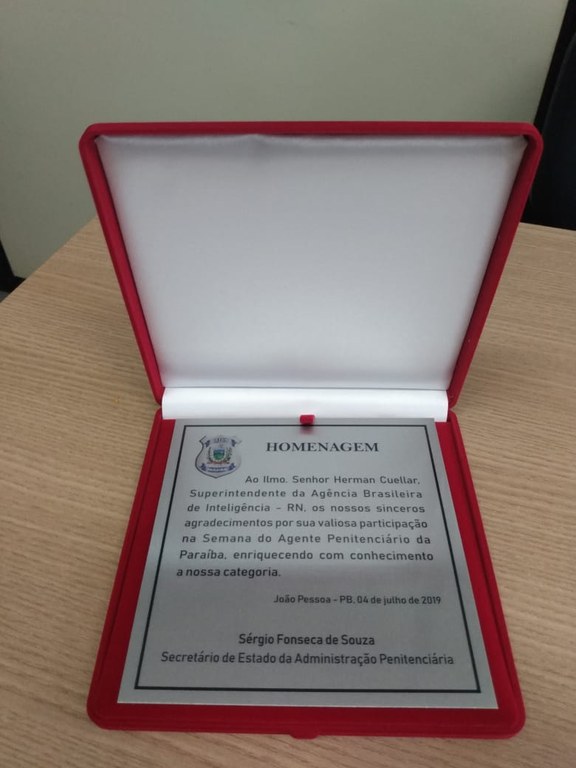 HOMENAGEM
Ao Ilmo. Senhor Herman Cuellar,
Superintendente da Agência Brasileira
de Inteligência - RN, os nossos sinceros
agradecimentos por sua valiosa participação
na Semana do Agente Penitenciário da
Paraíba, enriquecendo com conhecimento
a nossa categoria.
João Pessoa - PB, 04 de julho de 2019
Sérgio Fonseca de Souza
Secretário de Estado da Administração Penitenciária